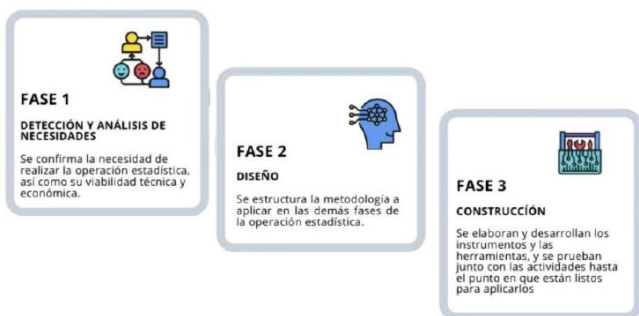 FASE 1
DETECCIÓN Y ANÁLISIS DE
NECESIDADES
Se confirma la necesidad de
realizar la operación estadística,
así como su viabilidad técnica y
económica.
FASE 2
DISEÑO
Se estructura la metodología a
aplicar en las demás fases de
la operación estadística.
FASE 3
CONSTRUCCÍON
Se elaboran y desarrollan los
instrumentos y las
herramientas, y se prueban
junto con las actividades hasta
el punto en que están listos
para aplicarlos